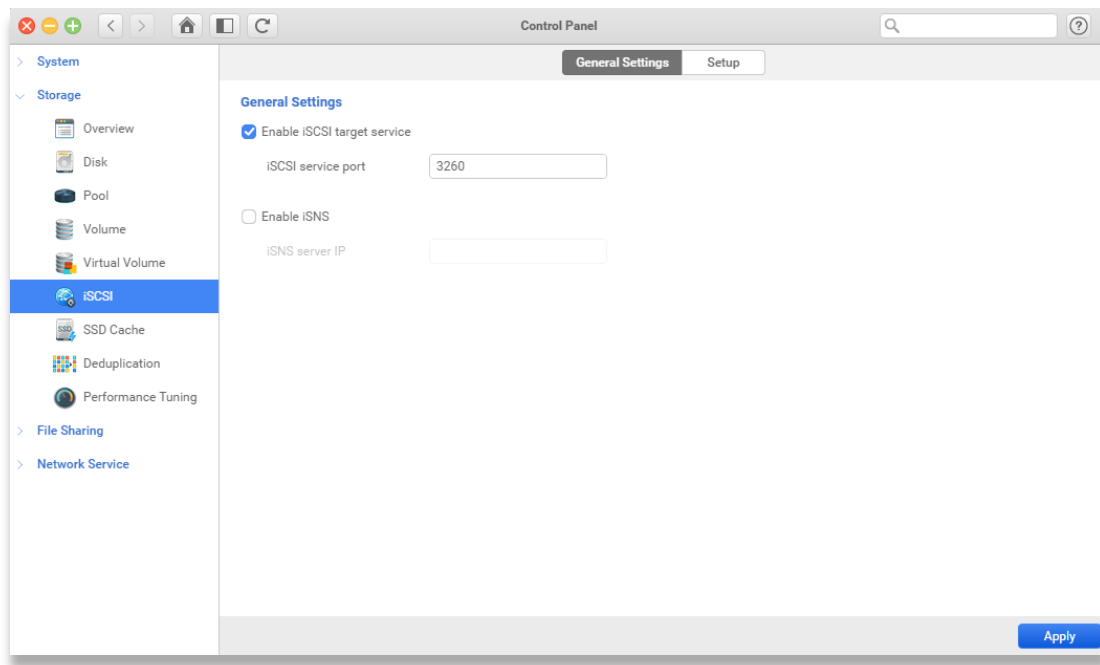 Control Panel
System
General Settings Setup
Storage
General Settings
Overview
Enable iSCSI target service
Disk
iSCSI service port 3260
Pool
Volume
Enable iSNS
Virtual Volume
iSNS server IP
iSCSI
SSD Cache
SSD
Deduplication
Performance Tuning
File Sharing
Network Service
Apply